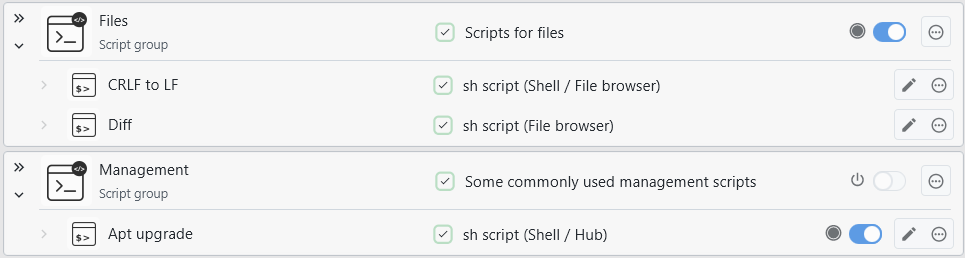 Files
Script group
Scripts for files
CRLF to LF
sh script (Shell / File browser)
Diff
sh script (File browser)
Management
Script group
Some commonly used management scripts
Apt upgrade
sh script (Shell / Hub)